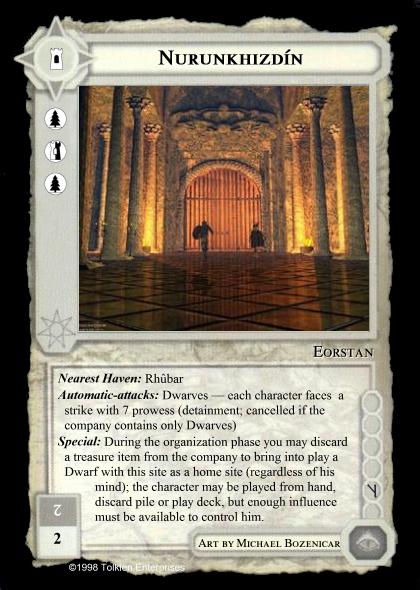 Nurunkhizdín
Eorstan
Nearest Haven: Rhûbar
Automatic-attacks: Dwarves — each character faces a
strike with 7 prowess (detainment; cancelled if the
company contains only Dwarves)
Special: During the organization phase you may discard
a treasure item from the company to bring into play a
Dwarf with this site as a home site (regardless of his
mind); the character may be played from hand,
discard pile or play deck, but enough influence
must be available to control him.
2
2
Art by Michael Bozenicar
©1998 Tolkien Enterprises